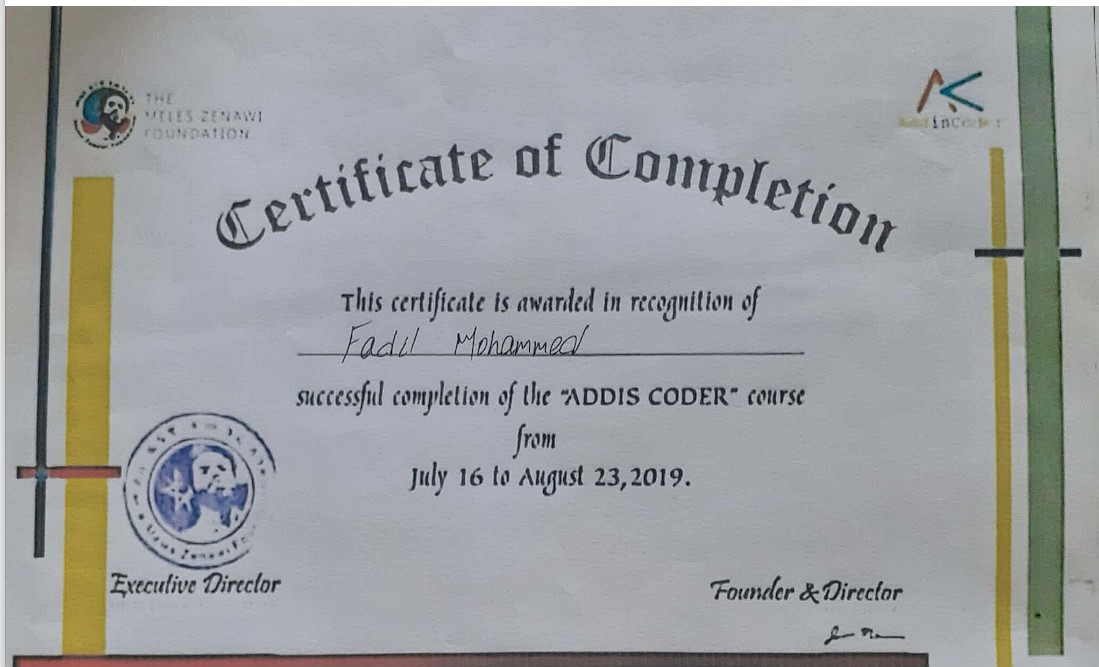 THE
MELES ZENAWI
FOUNDATION
Certificate of Completion
This certificate is awarded in recognition of
Fadil Mohammed
successful completion of the "ADDIS CODER" course
from
July 16 to August 23, 2019.
Executive Director
Founder & Director